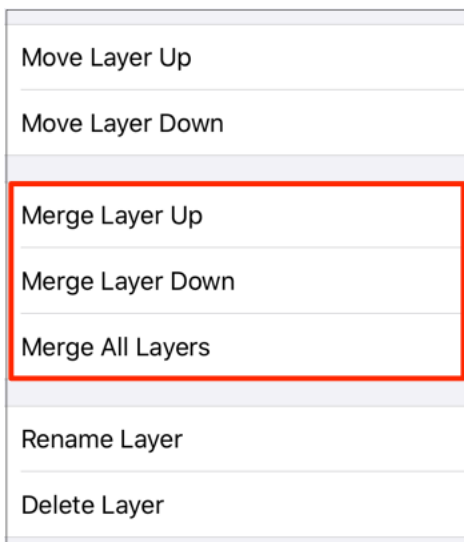 Move Layer Up
Move Layer Down
Merge Layer Up
Merge Layer Down
Merge All Layers
Rename Layer
Delete Layer